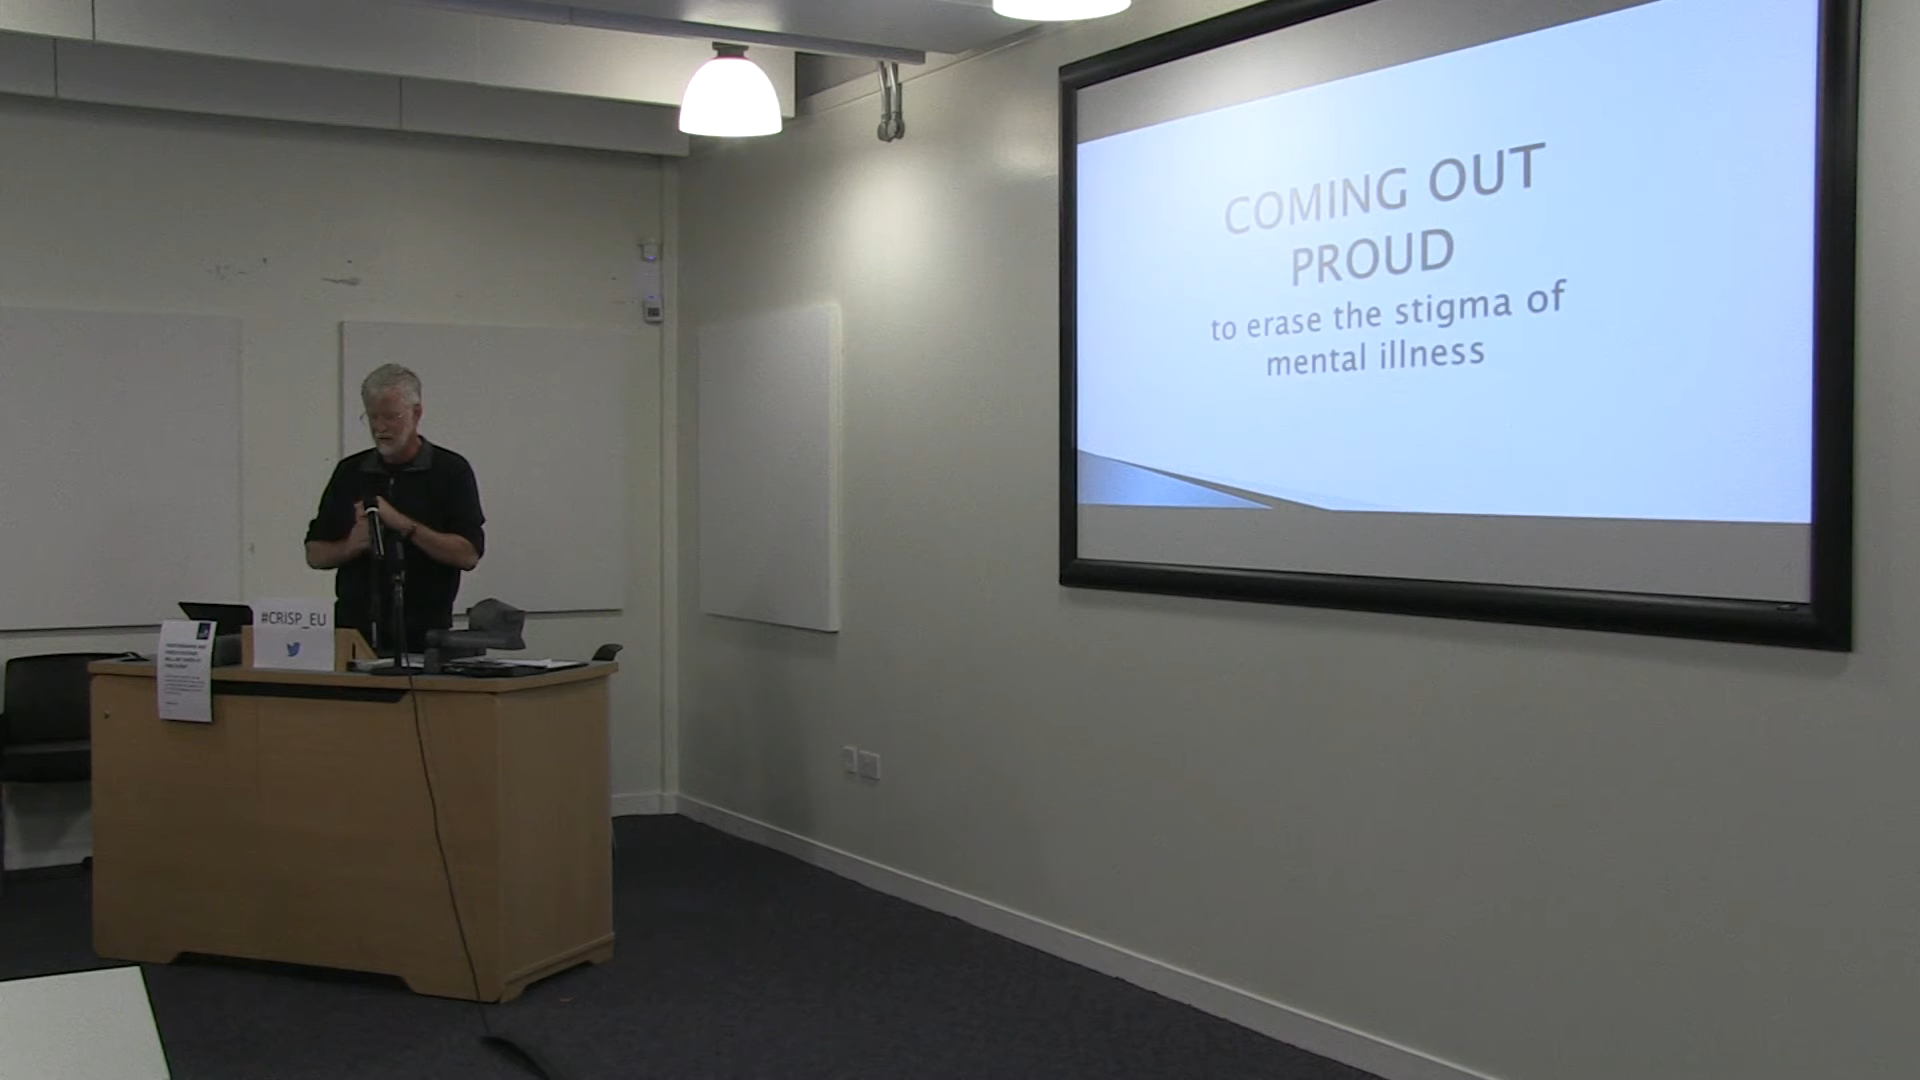 COMING OUT
PROUD
to erase the stigma of
mental illness
#CRISP_EU